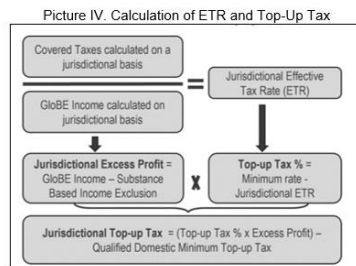 Picture IV. Calculation of ETR and Top-Up Tax
Covered Taxes calculated on a
jurisdictional basis
=
Jurisdictional Effective
Tax Rate (ETR)
GloBE Income calculated on
jurisdictional basis
Jurisdictional Excess Profit =
GloBE Income – Substance
Based Income Exclusion
X
Top-up Tax % =
Minimum rate -
Jurisdictional ETR
Jurisdictional Top-up Tax = (Top-up Tax % x Excess Profit) –
Qualified Domestic Minimum Top-up Tax